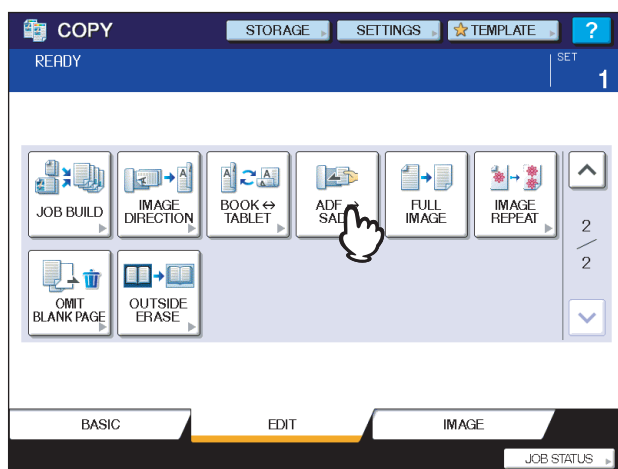 COPY
STORAGE
SETTINGS
TEMPLATE
?
READY
SET
1
JOB BUILD
IMAGE
DIRECTION
BOOK ↔
TABLET
ADF
SAD
FULL
IMAGE
IMAGE
REPEAT
2
2
OMIT
BLANK PAGE
OUTSIDE
ERASE
BASIC
EDIT
IMAGE
JOB STATUS